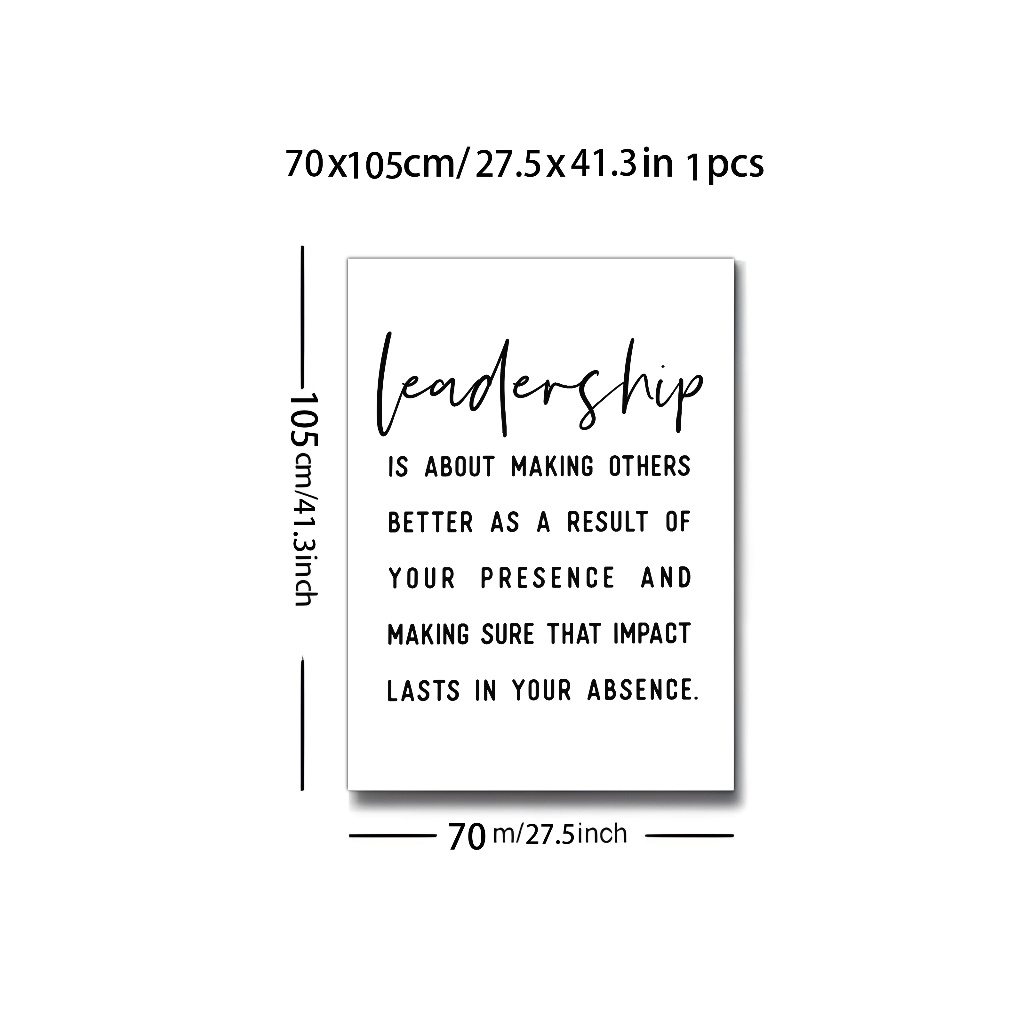 70x105cm/27.5x41.3in 1pcs
105cm/41.3inch
leadership
IS ABOUT MAKING OTHERS
BETTER AS A RESULT OF
YOUR PRESENCE AND
MAKING SURE THAT IMPACT
LASTS IN YOUR ABSENCE.
70 m/27.5inch